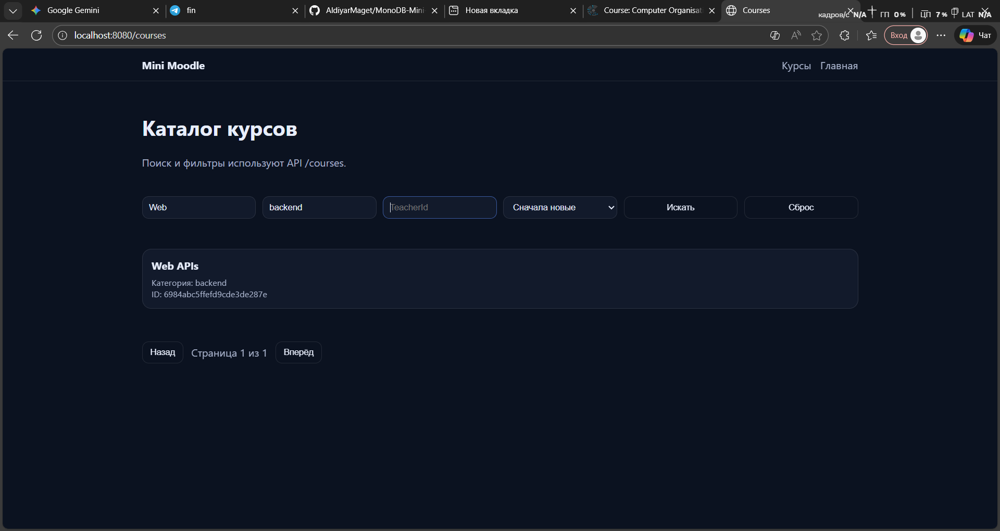 Google Gemini
fin
AldiyarMaget/MonoDB-Mini-
Новая вкладка
Course: Computer Organisati
Courses
кадров/с N/A ГП 0% ЦП 7% LAT N/A
localhost:8080/courses
Вход
Чат
Mini Moodle
Курсы Главная
Каталог курсов
Поиск и фильтры используют API /courses.
Web
backend
TeacherId
Сначала новые
Искать
Сброс
Web APIs
Категория: backend
ID: 6984abc5ffefd9cde3de287e
Назад
Страница 1 из 1
Вперёд